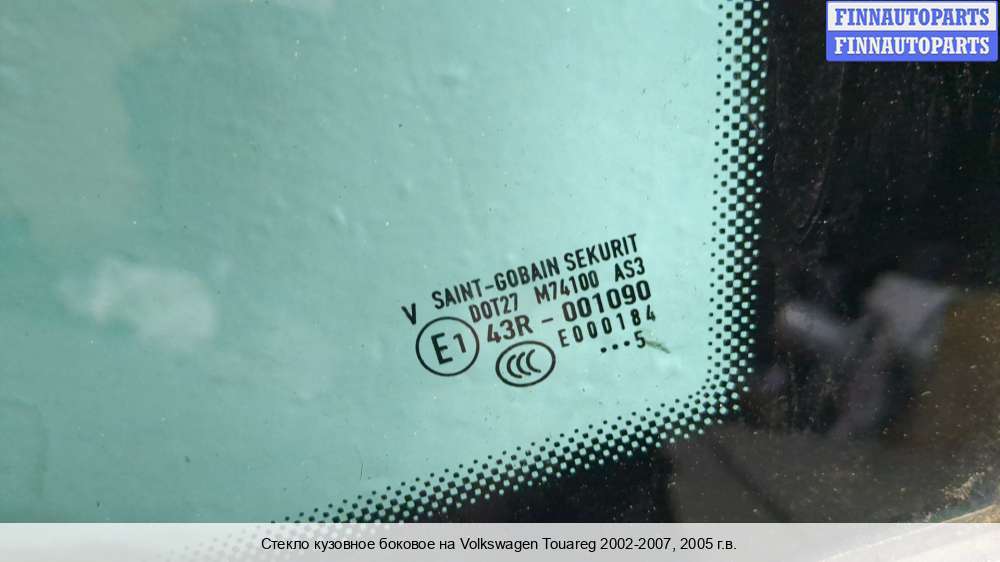 FINNAUTOPARTS
FINNAUTOPARTS
SAINT-GOBAIN SEKURIT
V DOT27 M74100 AS3
E1 43R - 001090
CCC E000184
•••5
Стекло кузовное боковое на Volkswagen Touareg 2002-2007, 2005 г.в.